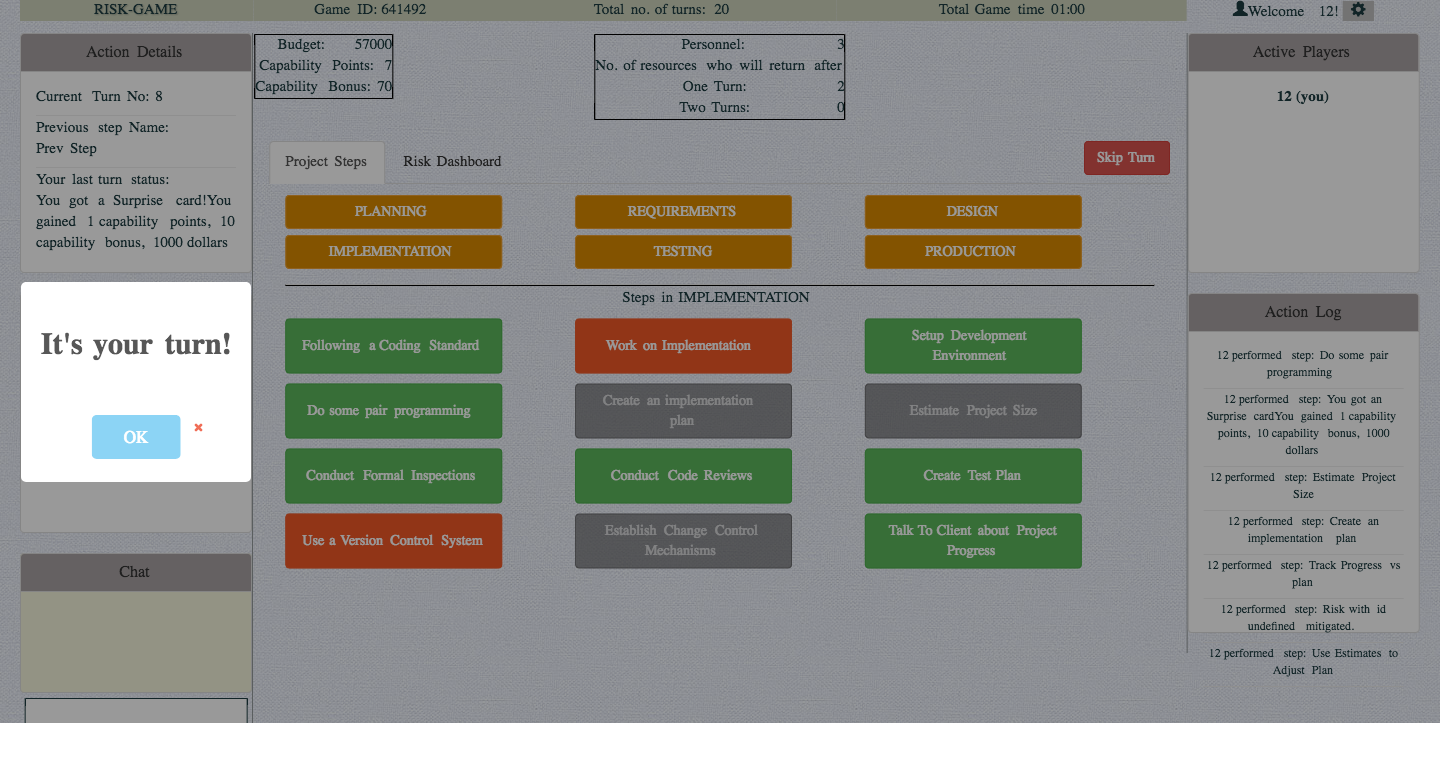 RISK-GAME
Game ID: 641492
Total no. of turns: 20
Total Game time 01:00
Welcome 12!
Action Details
Current Turn No: 8
Previous step Name:
Prev Step
Your last turn status:
You got a Surprise card!You
gained 1 capability points, 10
capability bonus, 1000 dollars
It's your turn!
OK
Chat
Budget: 57000
Capability Points: 7
Capability Bonus: 70
Personnel: 3
No. of resources who will return after
One Turn: 2
Two Turns: 0
Project Steps
Risk Dashboard
Skip Turn
PLANNING
REQUIREMENTS
DESIGN
IMPLEMENTATION
TESTING
PRODUCTION
Steps in IMPLEMENTATION
Following a Coding Standard
Work on Implementation
Setup Development
Environment
Do some pair programming
Create an implementation
plan
Estimate Project Size
Conduct Formal Inspections
Conduct Code Reviews
Create Test Plan
Use a Version Control System
Establish Change Control
Mechanisms
Talk To Client about Project
Progress
Active Players
12 (you)
Action Log
12 performed step: Do some pair
programming
12 performed step: You got an
Surprise cardYou gained 1 capability
points, 10 capability bonus, 1000
dollars
12 performed step: Estimate Project
Size
12 performed step: Create an
implementation plan
12 performed step: Track Progress vs
plan
12 performed step: Risk with id
undefined mitigated.
12 performed step: Use Estimates to
Adjust Plan